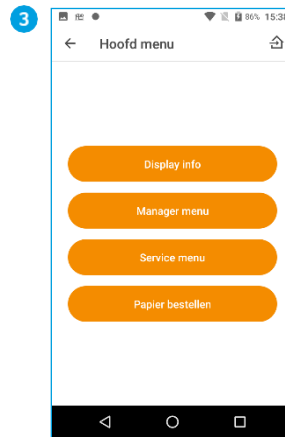 3
86% 15:38
Hoofd menu
Display info
Manager menu
Service menu
Papier bestellen